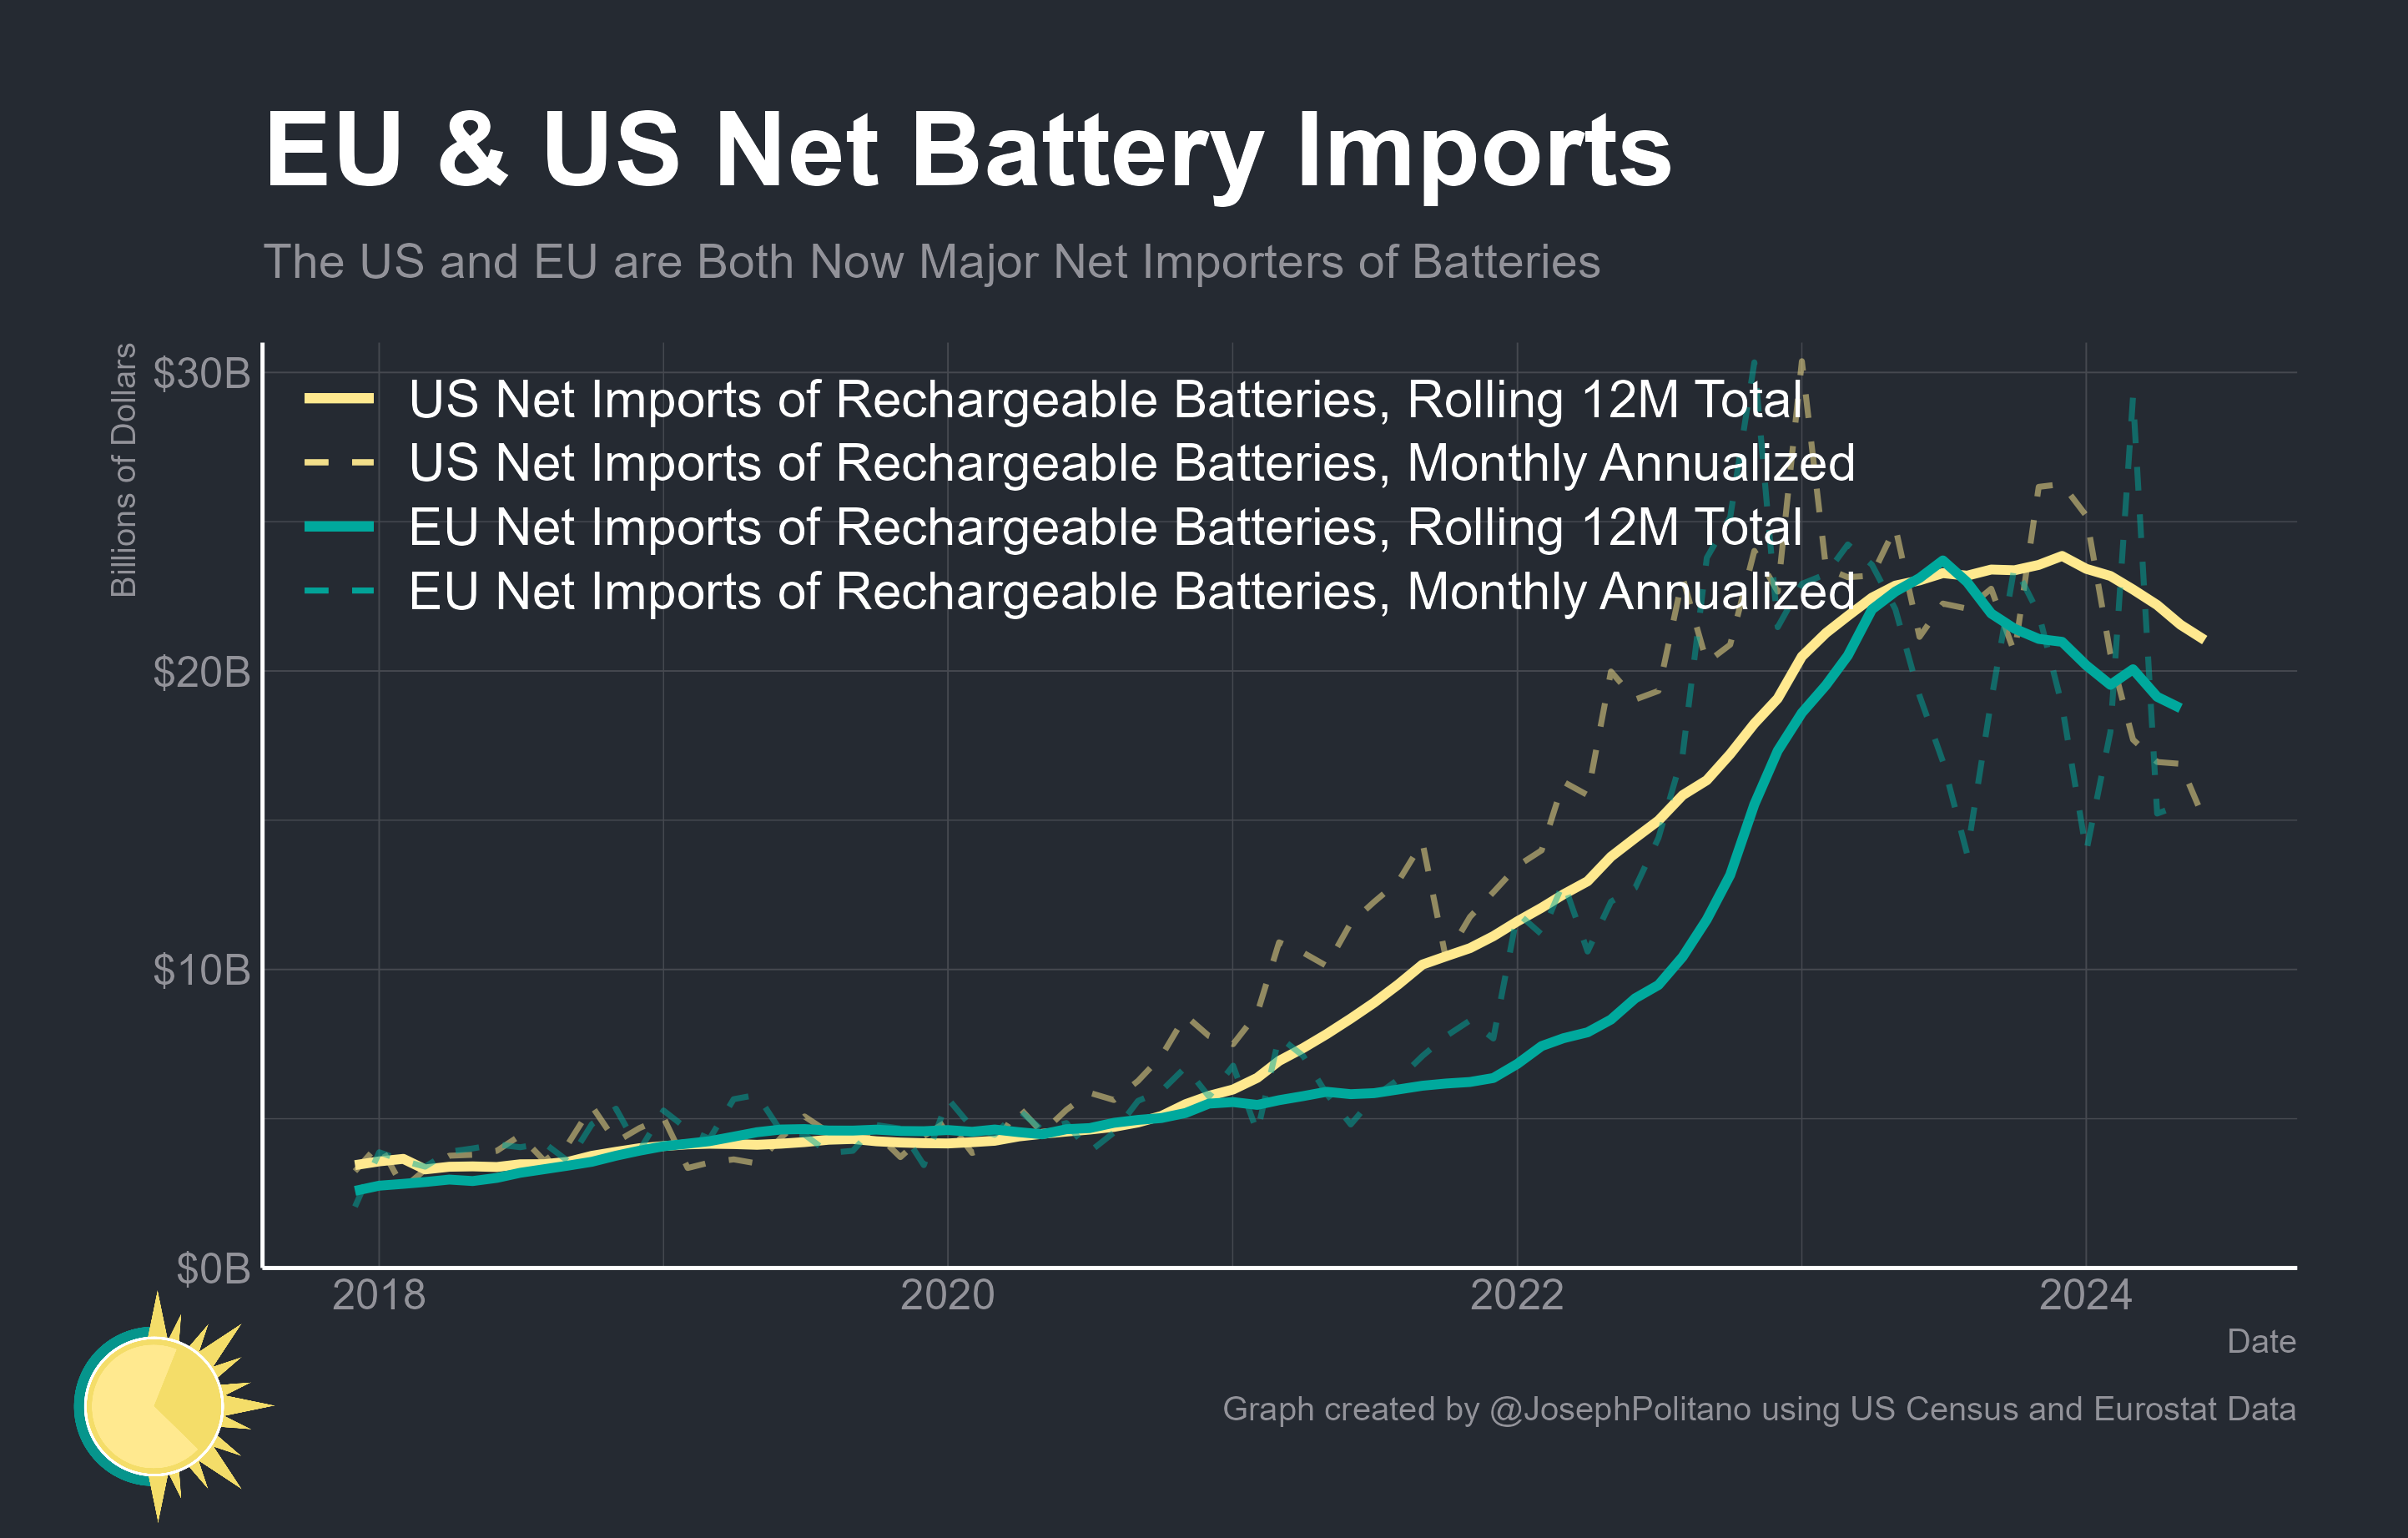 EU & US Net Battery Imports
The US and EU are Both Now Major Net Importers of Batteries
Billions of Dollars
$30B
$20B
$10B
$0B
US Net Imports of Rechargeable Batteries, Rolling 12M Total
US Net Imports of Rechargeable Batteries, Monthly Annualized
EU Net Imports of Rechargeable Batteries, Rolling 12M Total
EU Net Imports of Rechargeable Batteries, Monthly Annualized
2018 2020 2022 2024
Date
Graph created by @JosephPolitano using US Census and Eurostat Data